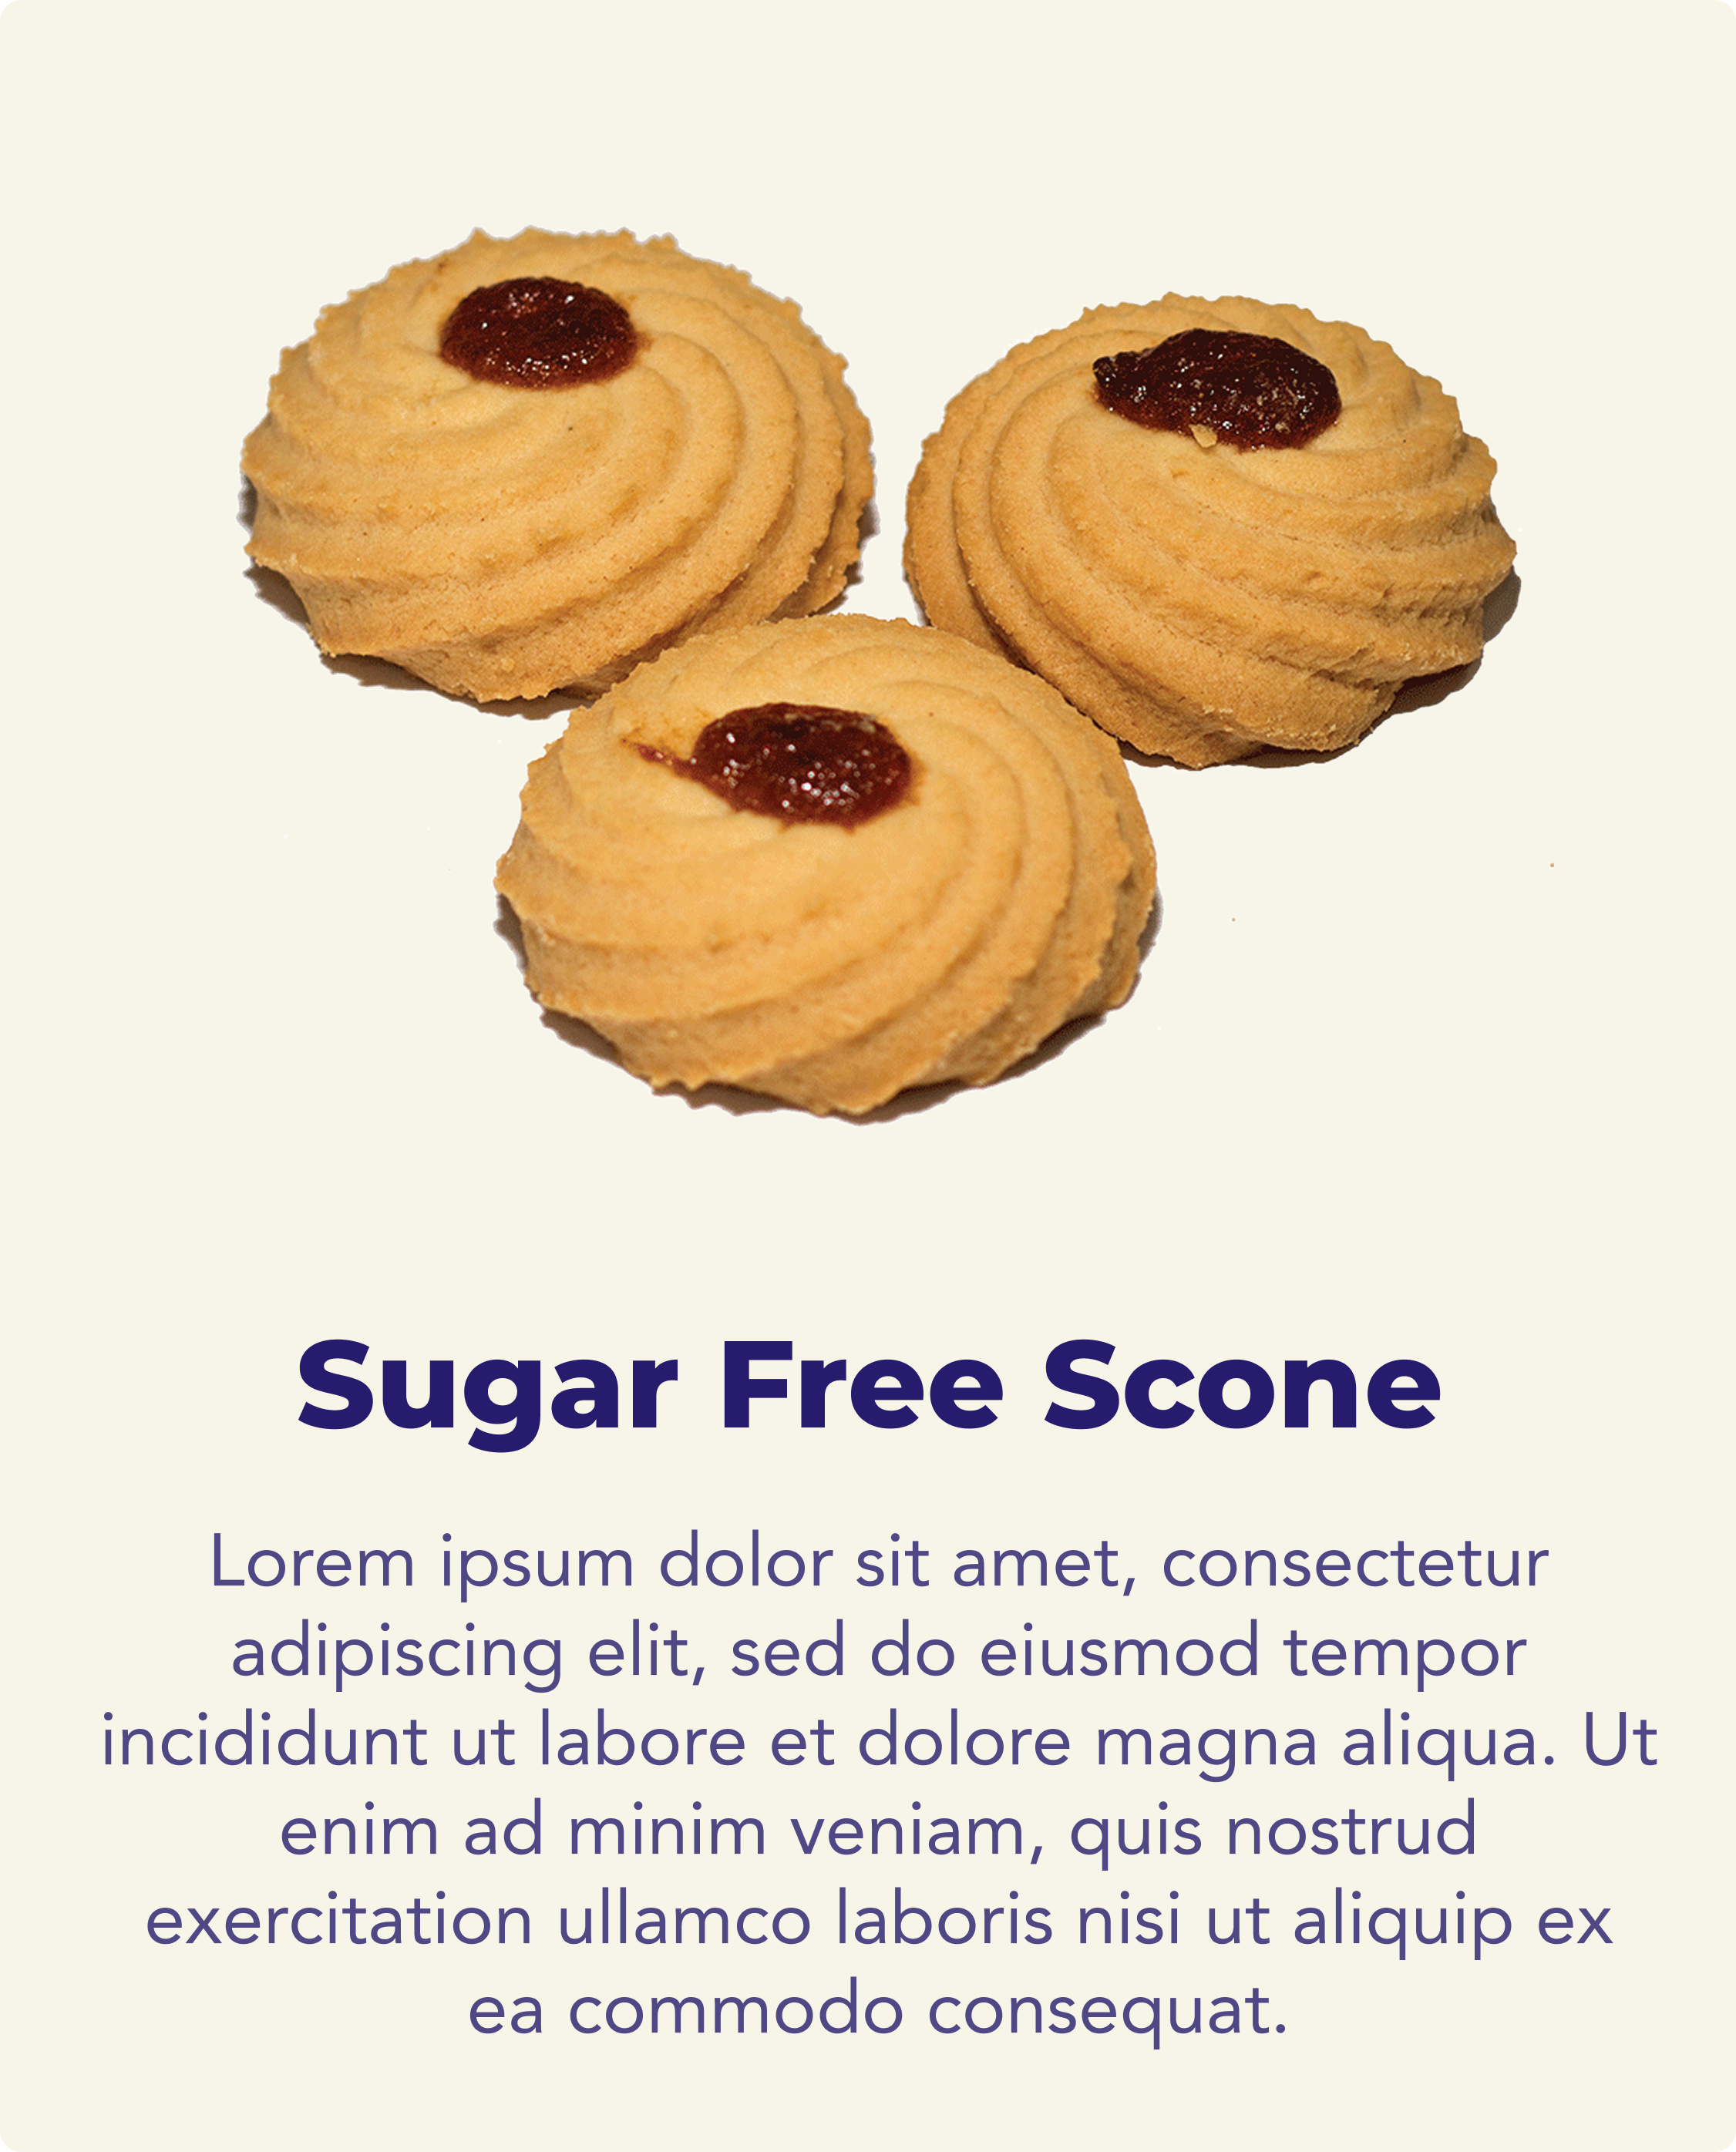 Sugar Free Scone
Lorem ipsum dolor sit amet, consectetur
adipiscing elit, sed do eiusmod tempor
incididunt ut labore et dolore magna aliqua. Ut
enim ad minim veniam, quis nostrud
exercitation ullamco laboris nisi ut aliquip ex
ea commodo consequat.